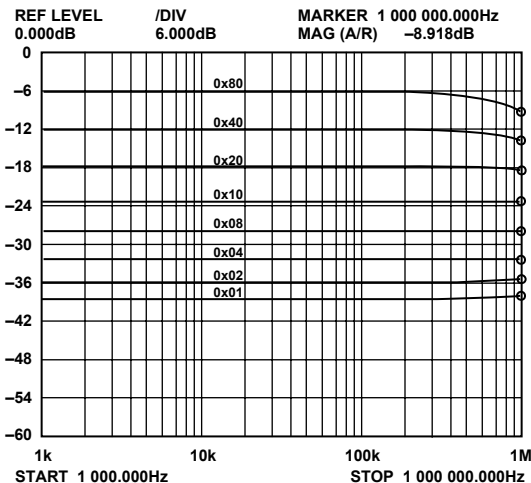 REF LEVEL /DIV MARKER 1 000 000.000Hz
0.000dB 6.000dB MAG (A/R) –8.918dB
0
–6
0x80
–12
0x40
–18
0x20
–24
0x10
–30
0x08
0x04
–36
0x02
0x01
–42
–48
–54
–60
1k 10k 100k 1M
START 1 000.000Hz STOP 1 000 000.000Hz